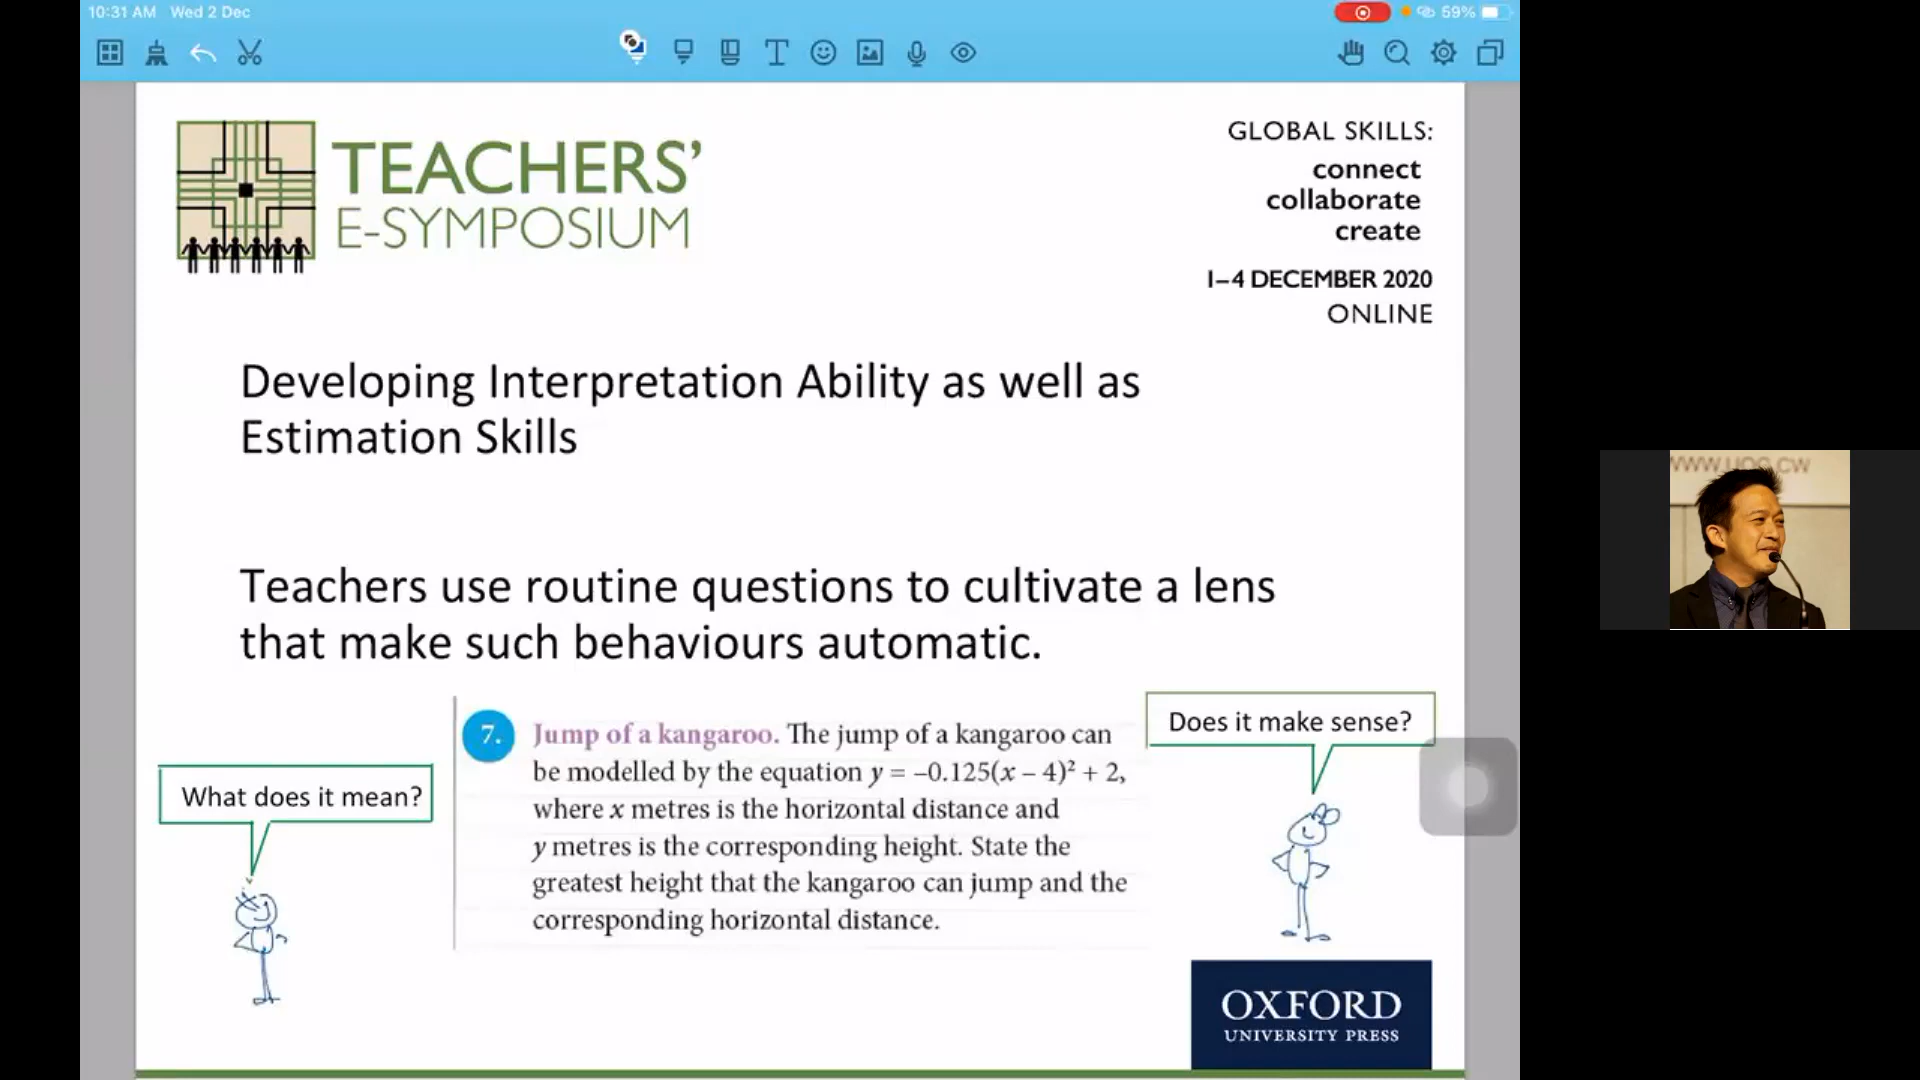 10:31 AM Wed 2 Dec
59%
TEACHERS'
E-SYMPOSIUM
GLOBAL SKILLS:
connect
collaborate
create
1–4 DECEMBER 2020
ONLINE
Developing Interpretation Ability as well as
Estimation Skills
Teachers use routine questions to cultivate a lens
that make such behaviours automatic.
What does it mean?
7. Jump of a kangaroo. The jump of a kangaroo can
be modelled by the equation y = –0.125(x – 4)² + 2,
where x metres is the horizontal distance and
y metres is the corresponding height. State the
greatest height that the kangaroo can jump and the
corresponding horizontal distance.
Does it make sense?
OXFORD
UNIVERSITY PRESS